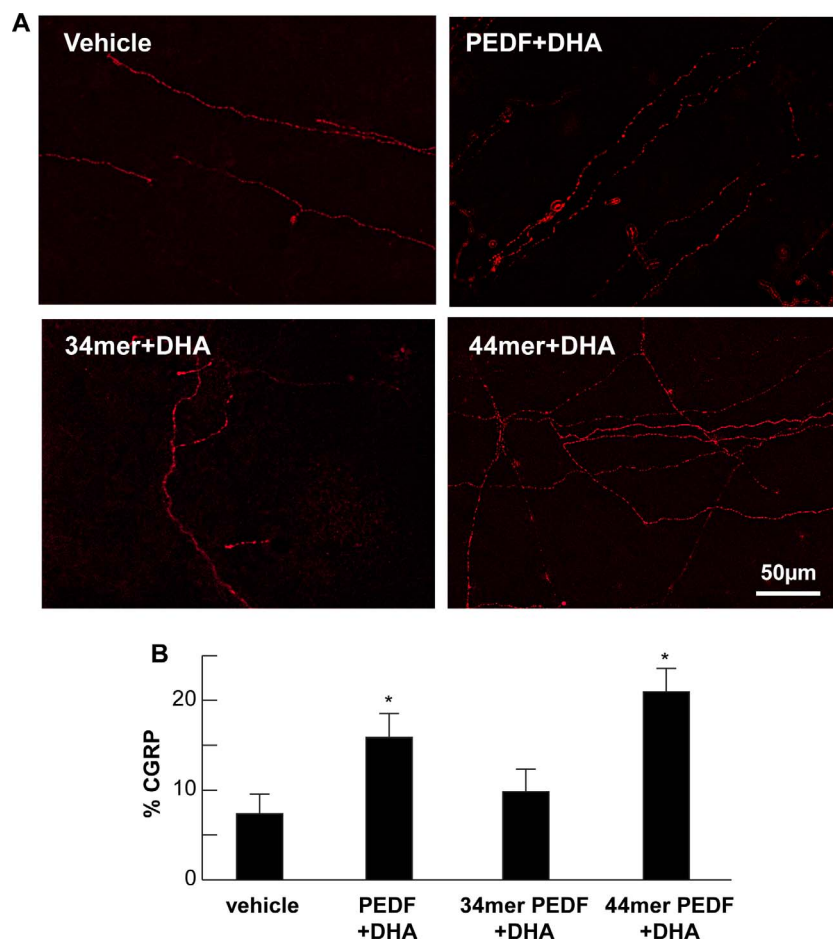 A
Vehicle
PEDF+DHA
34mer+DHA
44mer+DHA
50µm
B
% CGRP
20
10
0
*
*
vehicle
PEDF
+DHA
34mer PEDF
+DHA
44mer PEDF
+DHA